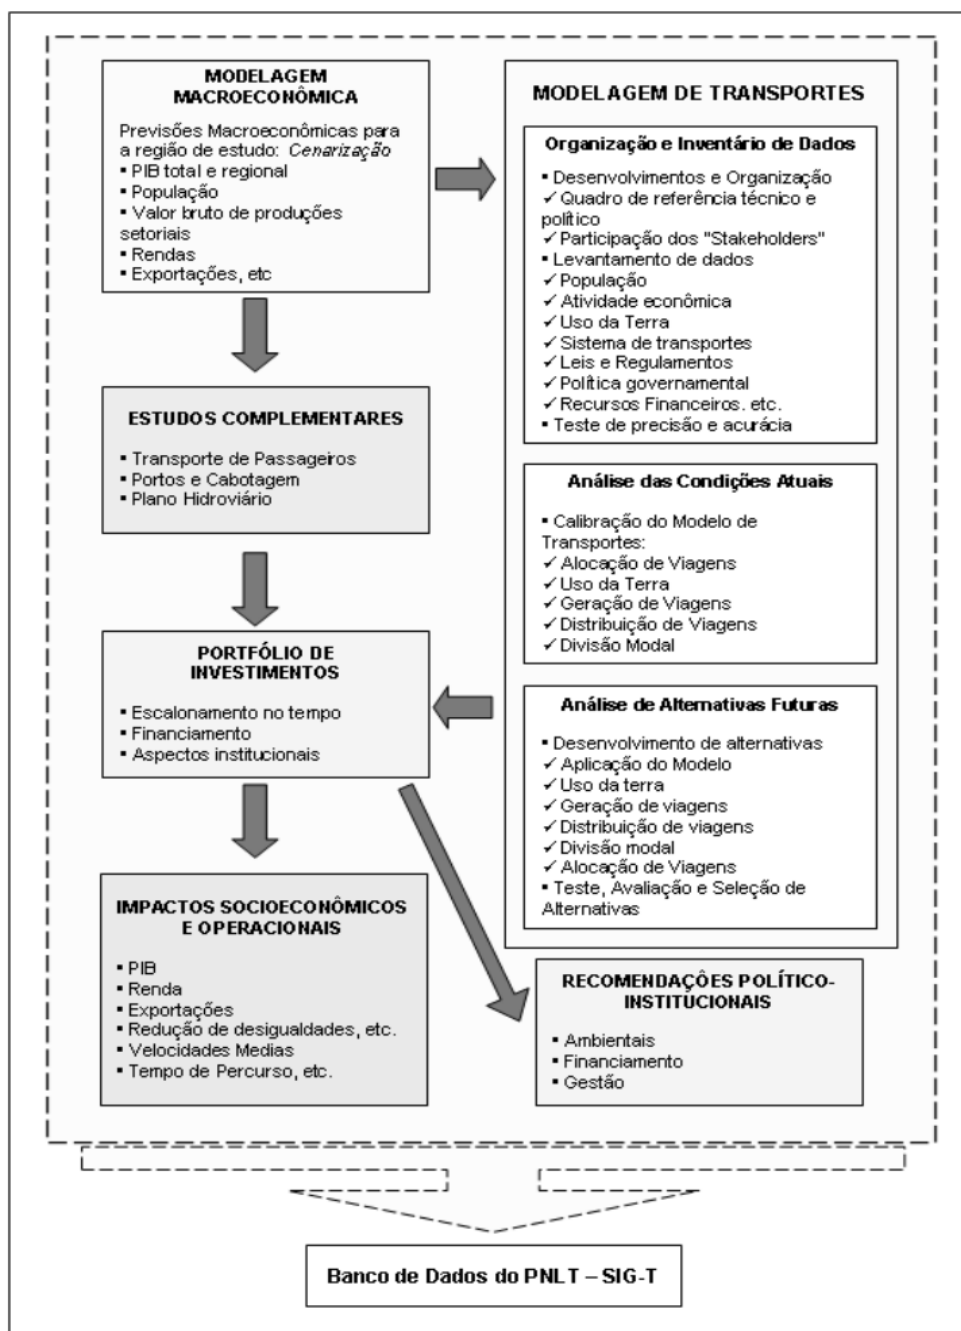 MODELAGEM
MACROECONÔMICA
Previsões Macroeconômicas para
a região de estudo: Cenarização
▪ PIB total e regional
▪ População
▪ Valor bruto de produções
setoriais
▪ Rendas
▪ Exportações, etc
ESTUDOS COMPLEMENTARES
▪ Transporte de Passageiros
▪ Portos e Cabotagem
▪ Plano Hidroviário
PORTFÓLIO DE
INVESTIMENTOS
▪ Escalonamento no tempo
▪ Financiamento
▪ Aspectos institucionais
IMPACTOS SOCIOECONÔMICOS
E OPERACIONAIS
▪ PIB
▪ Renda
▪ Exportações
▪ Redução de desigualdades, etc.
▪ Velocidades Medias
▪ Tempo de Percurso, etc.
MODELAGEM DE TRANSPORTES
Organização e Inventário de Dados
▪ Desenvolvimentos e Organização
✓ Quadro de referência técnico e
político
✓ Participação dos "Stakeholders"
▪ Levantamento de dados
✓ População
✓ Atividade econômica
✓ Uso da Terra
✓ Sistema de transportes
✓ Leis e Regulamentos
✓ Política governamental
✓ Recursos Financeiros. etc.
▪ Teste de precisão e acurácia
Análise das Condições Atuais
▪ Calibração do Modelo de
Transportes:
✓ Alocação de Viagens
✓ Uso da Terra
✓ Geração de Viagens
✓ Distribuição de Viagens
✓ Divisão Modal
Análise de Alternativas Futuras
▪ Desenvolvimento de alternativas
✓ Aplicação do Modelo
✓ Uso da terra
✓ Geração de viagens
✓ Distribuição de viagens
✓ Divisão modal
✓ Alocação de Viagens
▪ Teste, Avaliação e Seleção de
Alternativas
RECOMENDAÇÕES POLÍTICO-
INSTITUCIONAIS
▪ Ambientais
▪ Financiamento
▪ Gestão
Banco de Dados do PNLT – SIG-T